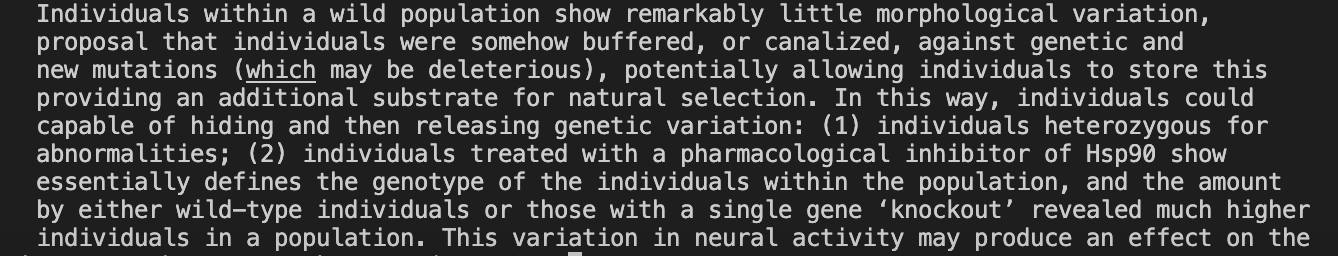 Individuals within a wild population show remarkably little morphological variation,
proposal that individuals were somehow buffered, or canalized, against genetic and
new mutations (which may be deleterious), potentially allowing individuals to store this
providing an additional substrate for natural selection. In this way, individuals could
capable of hiding and then releasing genetic variation: (1) individuals heterozygous for
abnormalities; (2) individuals treated with a pharmacological inhibitor of Hsp90 show
essentially defines the genotype of the individuals within the population, and the amount
by either wild–type individuals or those with a single gene ‘knockout’ revealed much higher
individuals in a population. This variation in neural activity may produce an effect on the